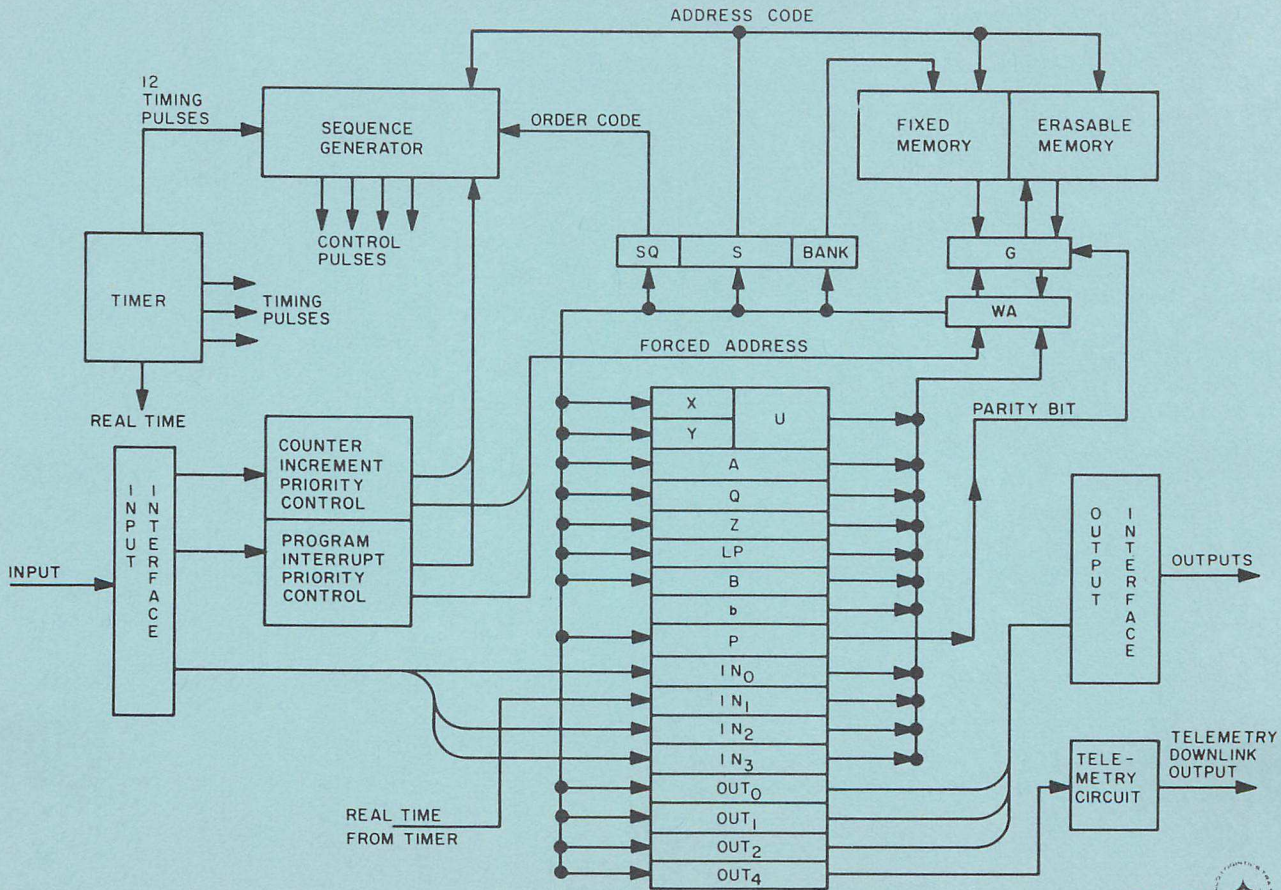 ADDRESS CODE
12
TIMING
PULSES
SEQUENCE
GENERATOR
ORDER CODE
FIXED
MEMORY
ERASABLE
MEMORY
CONTROL
PULSES
SQ
S
BANK
G
TIMER
TIMING
PULSES
WA
FORCED ADDRESS
REAL TIME
PARITY BIT
INPUT
INPUT
INTERFACE
COUNTER
INCREMENT
PRIORITY
CONTROL
PROGRAM
INTERRUPT
PRIORITY
CONTROL
X
Y
U
A
Q
Z
LP
B
b
P
IN0
IN1
IN2
IN3
OUT0
OUT1
OUT2
OUT4
REAL TIME
FROM TIMER
OUTPUT
INTERFACE
OUTPUTS
TELE-
METRY
CIRCUIT
TELEMETRY
DOWNLINK
OUTPUT